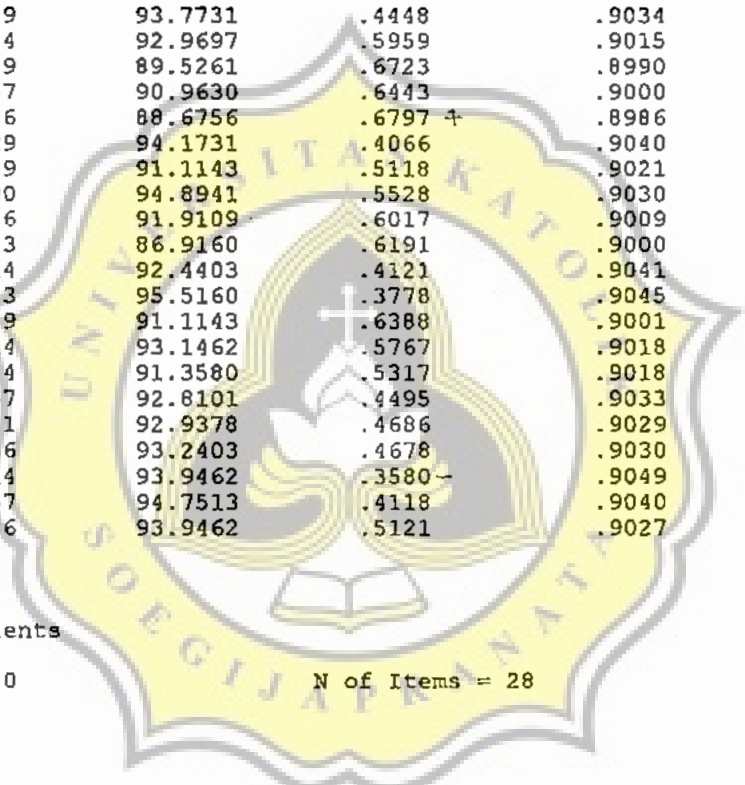 9 93.7731 .4448 .9034
4 92.9697 .5959 .9015
9 89.5261 .6723 .8990
7 90.9630 .6443 .9000
6 88.6756 .6797 .8986
9 94.1731 .4066 .9040
9 91.1143 .5118 .9021
0 94.8941 .5528 .9030
6 91.9109 .6017 .9009
3 86.9160 .6191 .9000
4 92.4403 .4121 .9041
3 95.5160 .3778 .9045
9 91.1143 .6388 .9001
4 93.1462 .5767 .9018
4 91.3580 .5317 .9018
7 92.8101 .4495 .9033
1 92.9378 .4686 .9029
6 93.2403 .4678 .9030
4 93.9462 .3580 .9049
7 94.7513 .4118 .9040
6 93.9462 .5121 .9027
ents
0 N of Items = 28
UNIVERSITAS KATOLIK
SOEGIJAPRANATA